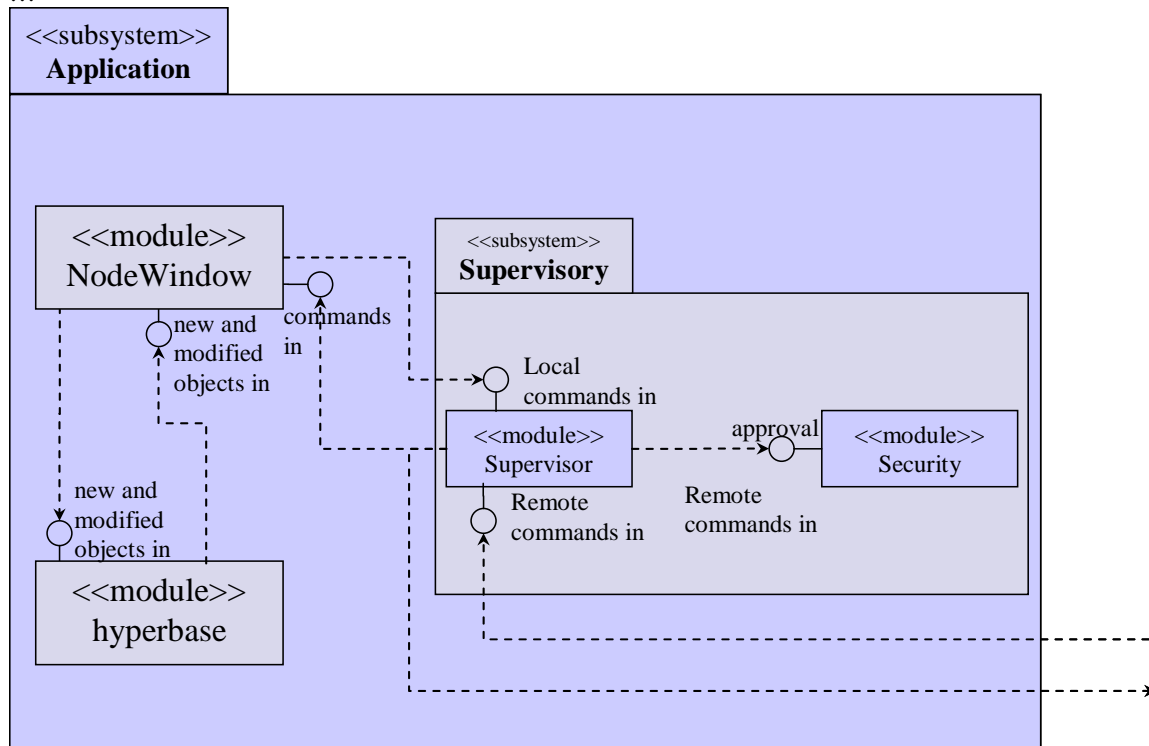 ...
<<subsystem>>
Application
<<module>>
NodeWindow
<<subsystem>>
Supervisory
commands
in
new and
modified
objects in
Local
commands in
<<module>>
Supervisor
approval
<<module>>
Security
new and
modified
objects in
Remote
commands in
Remote
commands in
<<module>>
hyperbase